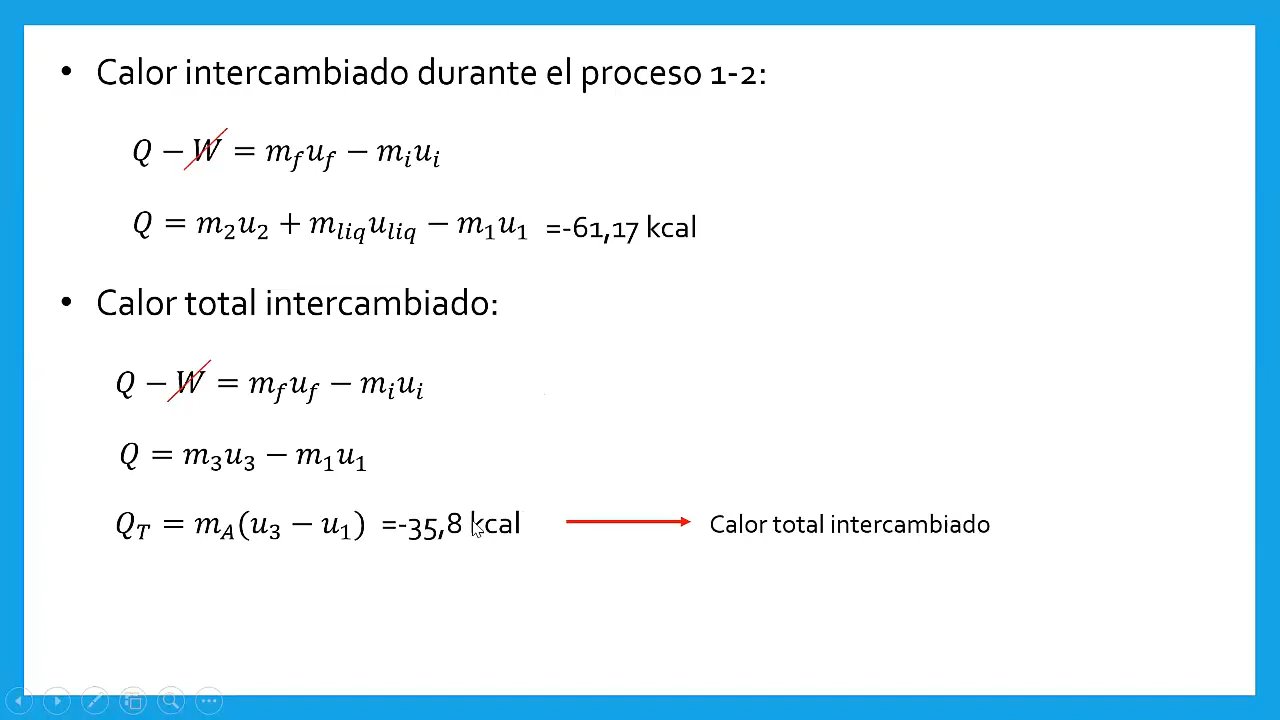 • Calor intercambiado durante el proceso 1-2:
Q − W = m_f u_f − m_i u_i
Q = m_2 u_2 + m_liq u_liq − m_1 u_1 =-61,17 kcal
• Calor total intercambiado:
Q − W = m_f u_f − m_i u_i
Q = m_3 u_3 − m_1 u_1
Q_T = m_A(u_3 − u_1) =-35,8 kcal Calor total intercambiado